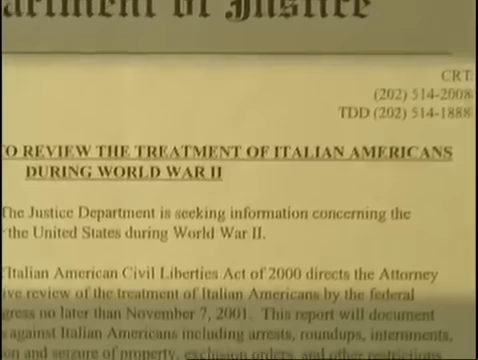 artment of Justice
CRT
(202) 514-2008
TDD (202) 514-1888
TO REVIEW THE TREATMENT OF ITALIAN AMERICANS
DURING WORLD WAR II
The Justice Department is seeking information concerning the
the United States during World War II.
Italian American Civil Liberties Act of 2000 directs the Attorney
ive review of the treatment of Italian Americans by the federal
gress no later than November 7, 2001. This report will document
against Italian Americans including arrests, roundups, internments,
on and seizure of property, exclusion orders, and other restrictions